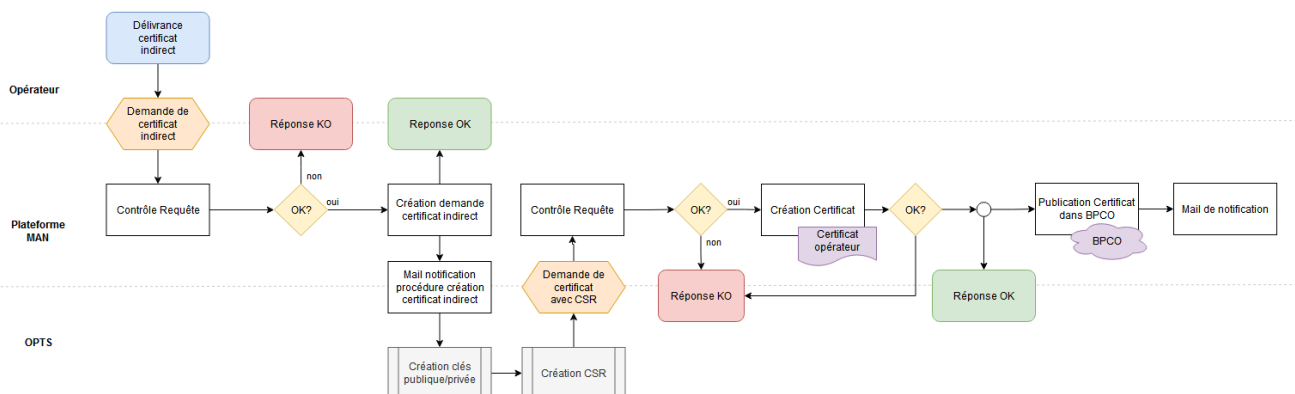 Délivrance
certificat
indirect
Opérateur
Demande de
certificat
indirect
Réponse KO
Reponse OK
non
Contrôle Requête
OK?
oui
Création demande
certificat indirect
Contrôle Requête
OK?
oui
non
Création Certificat
Certificat
opérateur
OK?
Publication Certificat
dans BPCO
BPCO
Mail de notification
Plateforme
MAN
Mail notification
procédure création
certificat indirect
Demande de
certificat
avec CSR
Réponse KO
Réponse OK
OPTS
Création clés
publique/privée
Création CSR